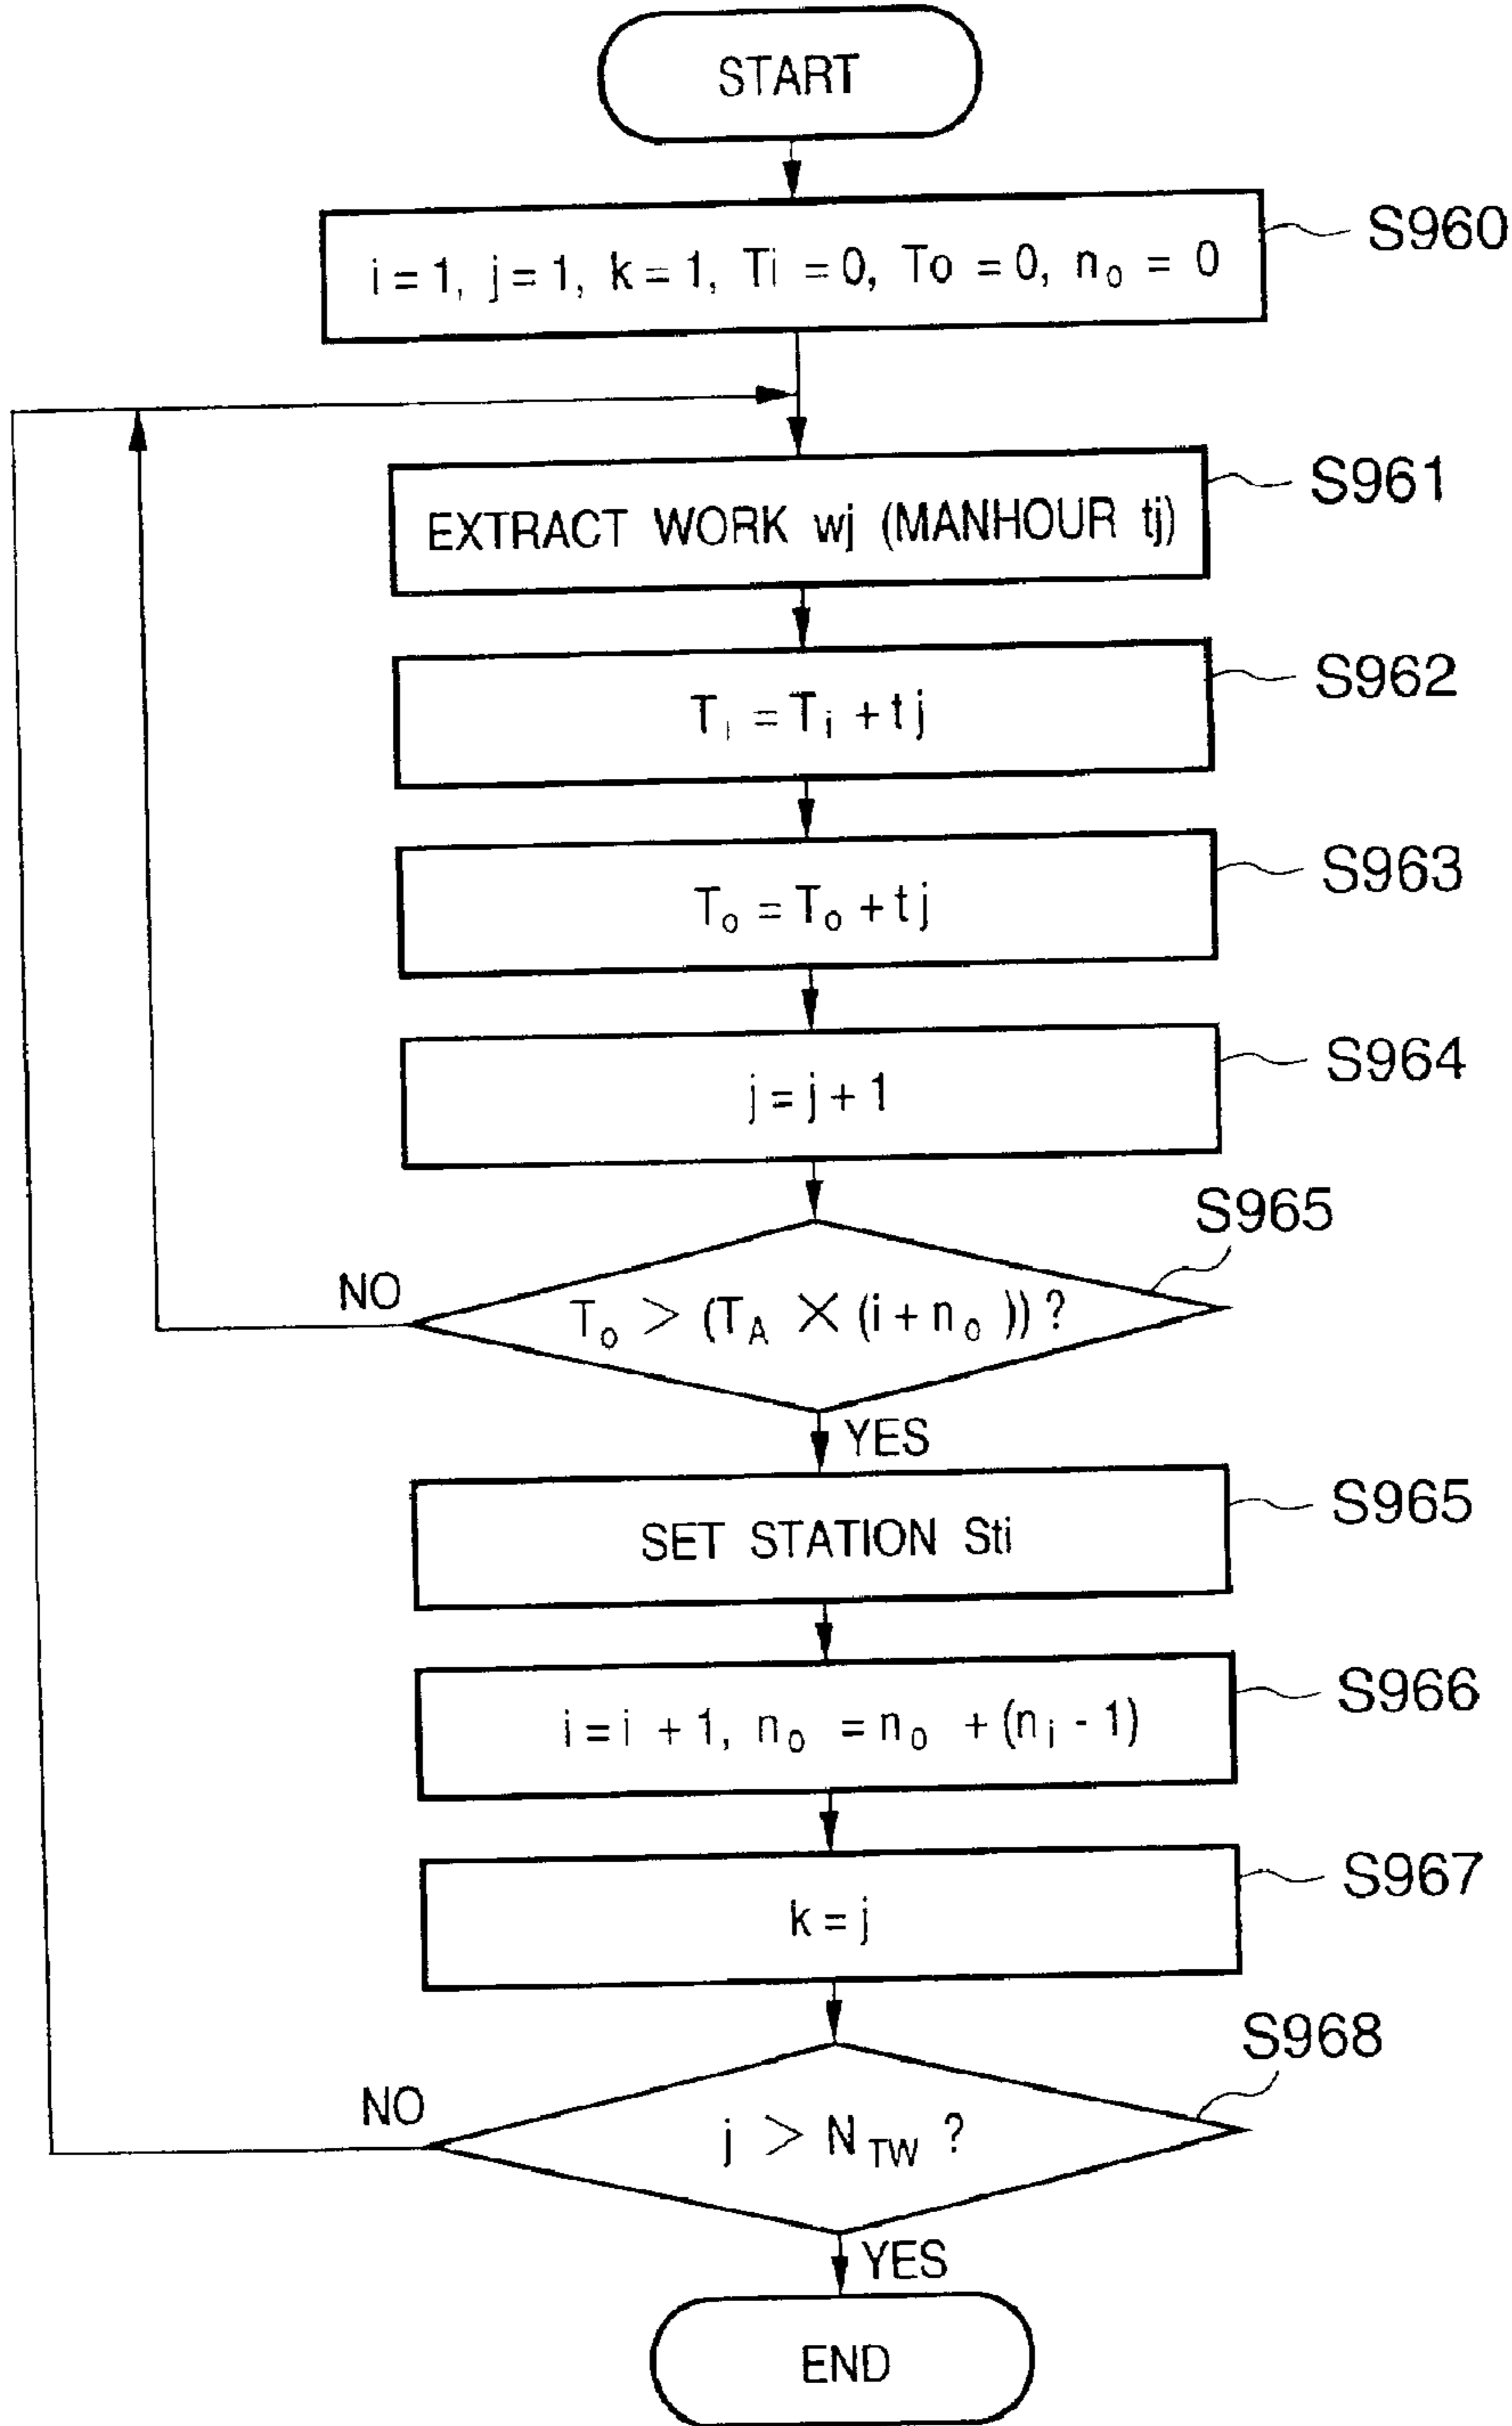 START
i = 1, j = 1, k = 1, Ti = 0, To = 0, n₀ = 0
S960
EXTRACT WORK wj (MANHOUR tj)
S961
Tᵢ = Tᵢ + tj
S962
Tₒ = Tₒ + tj
S963
j = j + 1
S964
S965
NO
Tₒ > (T_A × (i + n₀ )) ?
YES
SET STATION Sti
S965
i = i + 1, n₀ = n₀ + (nᵢ - 1)
S966
k = j
S967
S968
NO
j > N_TW ?
YES
END